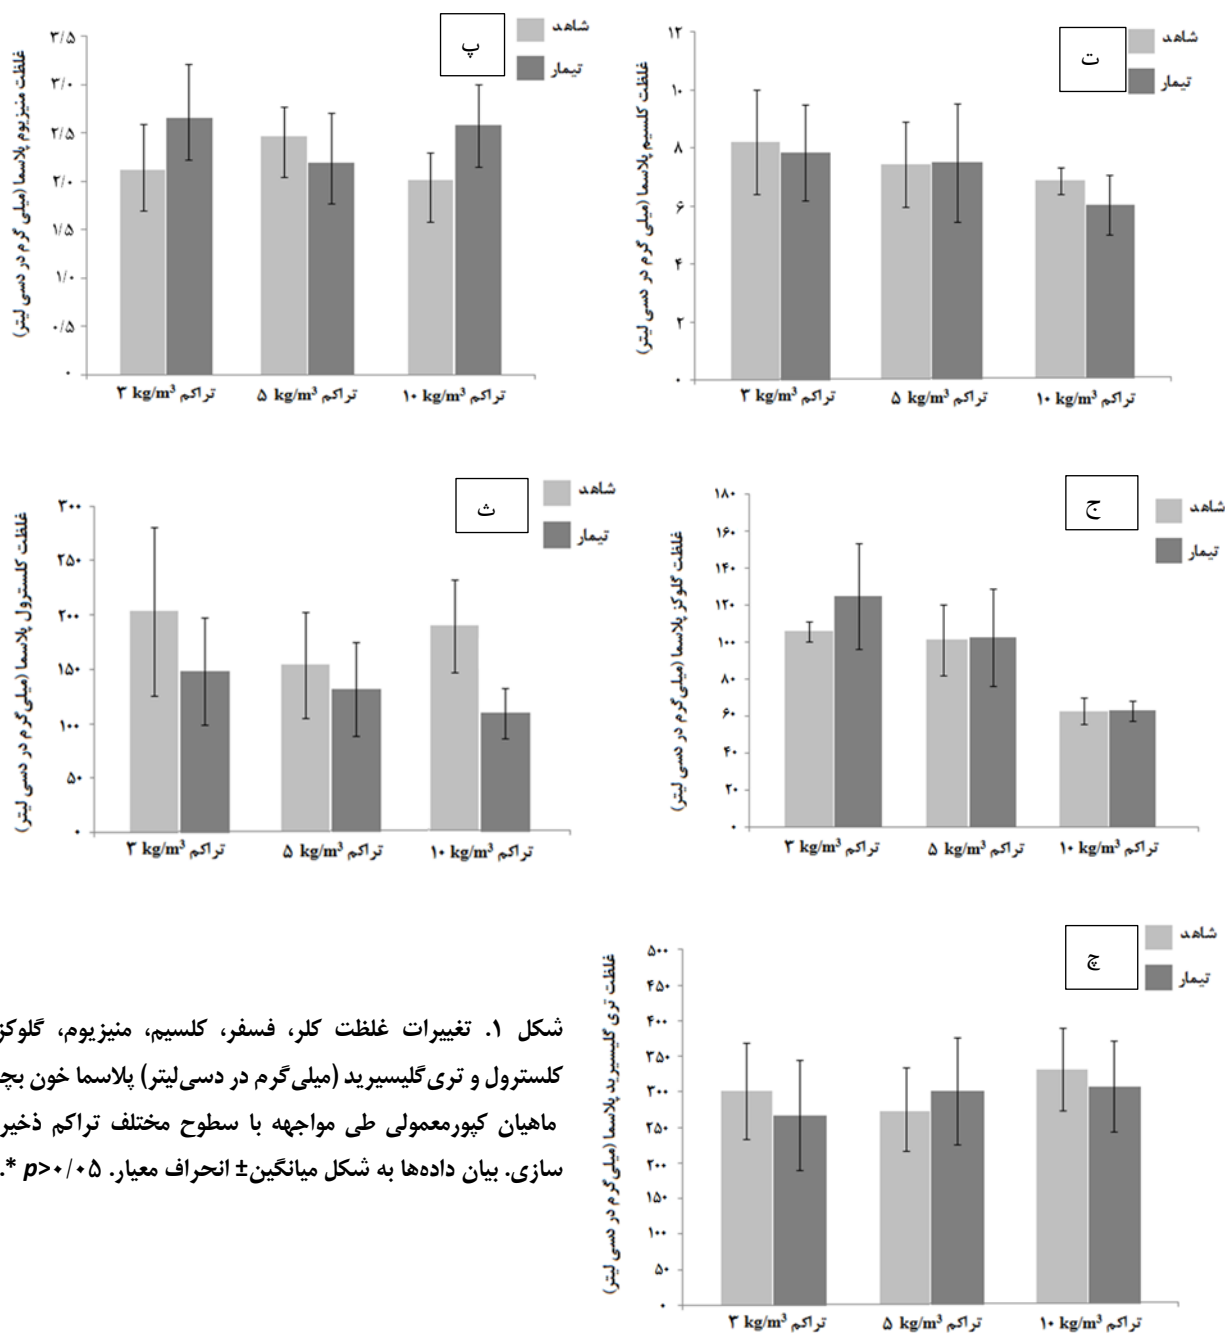 پ
شاهد
تیمار
غلظت منیزیوم پلاسما (میلی گرم در دسی لیتر)
۳/۵
۳/۰
۲/۵
۲/۰
۱/۵
۱/۰
۰/۵
۰
تراکم ۳ kg/m³
تراکم ۵ kg/m³
تراکم ۱۰ kg/m³
ت
شاهد
تیمار
غلظت کلسیم پلاسما (میلی گرم در دسی لیتر)
۱۲
۱۰
۸
۶
۴
۲
۰
تراکم ۳ kg/m³
تراکم ۵ kg/m³
تراکم ۱۰ kg/m³
ث
شاهد
تیمار
غلظت کلسترول پلاسما (میلی‌گرم در دسی لیتر)
۳۰۰
۲۵۰
۲۰۰
۱۵۰
۱۰۰
۵۰
۰
تراکم ۳ kg/m³
تراکم ۵ kg/m³
تراکم ۱۰ kg/m³
ج
شاهد
تیمار
غلظت گلوکز پلاسما (میلی‌گرم در دسی لیتر)
۱۸۰
۱۶۰
۱۴۰
۱۲۰
۱۰۰
۸۰
۶۰
۴۰
۲۰
۰
تراکم ۳ kg/m³
تراکم ۵ kg/m³
تراکم ۱۰ kg/m³
چ
شاهد
تیمار
غلظت تری گلیسیرید پلاسما (میلی‌گرم در دسی لیتر)
۵۰۰
۴۵۰
۴۰۰
۳۵۰
۳۰۰
۲۵۰
۲۰۰
۱۵۰
۱۰۰
۵۰
۰
تراکم ۳ kg/m³
تراکم ۵ kg/m³
تراکم ۱۰ kg/m³
شکل ۱. تغییرات غلظت کلر، فسفر، کلسیم، منیزیوم، گلوکز
کلسترول و تری‌گلیسیرید (میلی‌گرم در دسی‌لیتر) پلاسما خون بچ
ماهیان کپورمعمولی طی مواجهه با سطوح مختلف تراکم ذخیر
سازی. بیان داده‌ها به شکل میانگین± انحراف معیار. p>۰/۰۵ *.